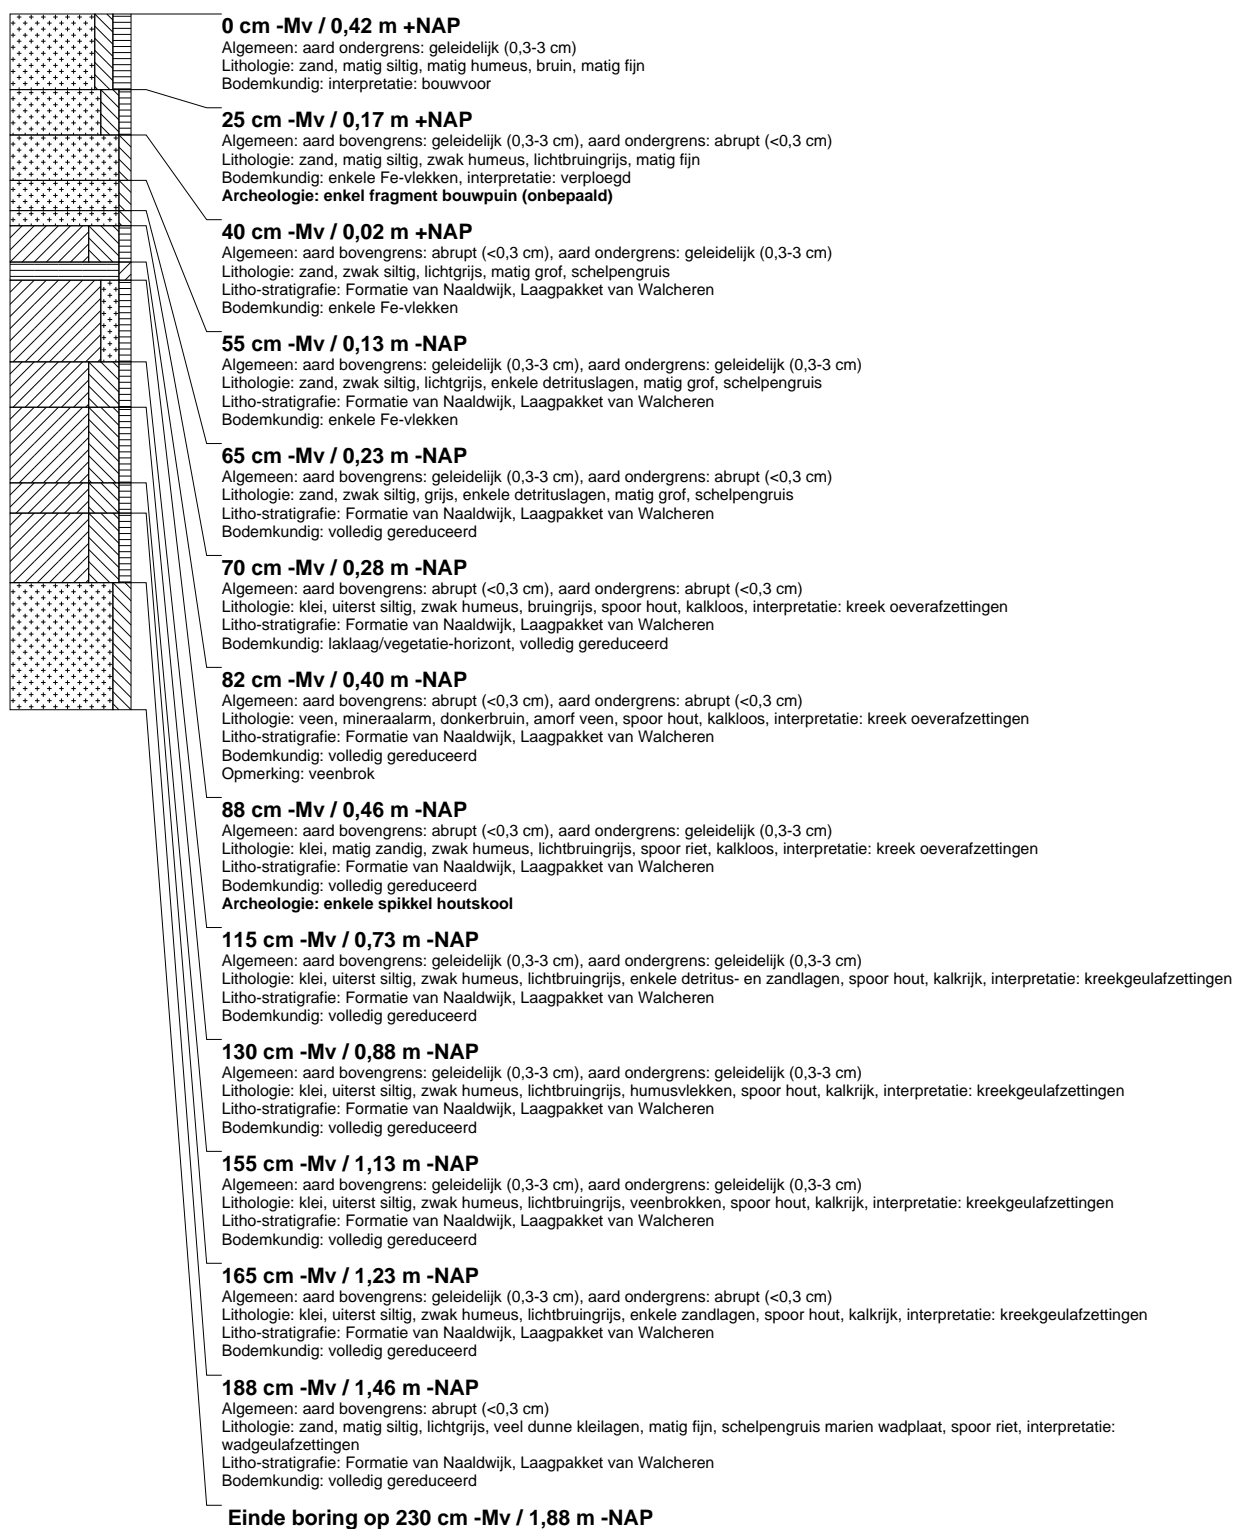 0 cm -Mv / 0,42 m +NAP
Algemeen: aard ondergrens: geleidelijk (0,3-3 cm)
Lithologie: zand, matig siltig, matig humeus, bruin, matig fijn
Bodemkundig: interpretatie: bouwvoor
25 cm -Mv / 0,17 m +NAP
Algemeen: aard bovengrens: geleidelijk (0,3-3 cm), aard ondergrens: abrupt (<0,3 cm)
Lithologie: zand, matig siltig, zwak humeus, lichtbruingrijs, matig fijn
Bodemkundig: enkele Fe-vlekken, interpretatie: verploegd
Archeologie: enkel fragment bouwpuin (onbepaald)
40 cm -Mv / 0,02 m +NAP
Algemeen: aard bovengrens: abrupt (<0,3 cm), aard ondergrens: geleidelijk (0,3-3 cm)
Lithologie: zand, zwak siltig, lichtgrijs, matig grof, schelpengruis
Litho-stratigrafie: Formatie van Naaldwijk, Laagpakket van Walcheren
Bodemkundig: enkele Fe-vlekken
55 cm -Mv / 0,13 m -NAP
Algemeen: aard bovengrens: geleidelijk (0,3-3 cm), aard ondergrens: geleidelijk (0,3-3 cm)
Lithologie: zand, zwak siltig, lichtgrijs, enkele detrituslagen, matig grof, schelpengruis
Litho-stratigrafie: Formatie van Naaldwijk, Laagpakket van Walcheren
Bodemkundig: enkele Fe-vlekken
65 cm -Mv / 0,23 m -NAP
Algemeen: aard bovengrens: geleidelijk (0,3-3 cm), aard ondergrens: abrupt (<0,3 cm)
Lithologie: zand, zwak siltig, grijs, enkele detrituslagen, matig grof, schelpengruis
Litho-stratigrafie: Formatie van Naaldwijk, Laagpakket van Walcheren
Bodemkundig: volledig gereduceerd
70 cm -Mv / 0,28 m -NAP
Algemeen: aard bovengrens: abrupt (<0,3 cm), aard ondergrens: abrupt (<0,3 cm)
Lithologie: klei, uiterst siltig, zwak humeus, bruingrijs, spoor hout, kalkloos, interpretatie: kreek oeverafzettingen
Litho-stratigrafie: Formatie van Naaldwijk, Laagpakket van Walcheren
Bodemkundig: laklaag/vegetatie-horizont, volledig gereduceerd
82 cm -Mv / 0,40 m -NAP
Algemeen: aard bovengrens: abrupt (<0,3 cm), aard ondergrens: abrupt (<0,3 cm)
Lithologie: veen, mineraalarm, donkerbruin, amorf veen, spoor hout, kalkloos, interpretatie: kreek oeverafzettingen
Litho-stratigrafie: Formatie van Naaldwijk, Laagpakket van Walcheren
Bodemkundig: volledig gereduceerd
Opmerking: veenbrok
88 cm -Mv / 0,46 m -NAP
Algemeen: aard bovengrens: abrupt (<0,3 cm), aard ondergrens: geleidelijk (0,3-3 cm)
Lithologie: klei, matig zandig, zwak humeus, lichtbruingrijs, spoor riet, kalkloos, interpretatie: kreek oeverafzettingen
Litho-stratigrafie: Formatie van Naaldwijk, Laagpakket van Walcheren
Bodemkundig: volledig gereduceerd
Archeologie: enkele spikkel houtskool
115 cm -Mv / 0,73 m -NAP
Algemeen: aard bovengrens: geleidelijk (0,3-3 cm), aard ondergrens: geleidelijk (0,3-3 cm)
Lithologie: klei, uiterst siltig, zwak humeus, lichtbruingrijs, enkele detritus- en zandlagen, spoor hout, kalkrijk, interpretatie: kreekgeulafzettingen
Litho-stratigrafie: Formatie van Naaldwijk, Laagpakket van Walcheren
Bodemkundig: volledig gereduceerd
130 cm -Mv / 0,88 m -NAP
Algemeen: aard bovengrens: geleidelijk (0,3-3 cm), aard ondergrens: geleidelijk (0,3-3 cm)
Lithologie: klei, uiterst siltig, zwak humeus, lichtbruingrijs, humusvlekken, spoor hout, kalkrijk, interpretatie: kreekgeulafzettingen
Litho-stratigrafie: Formatie van Naaldwijk, Laagpakket van Walcheren
Bodemkundig: volledig gereduceerd
155 cm -Mv / 1,13 m -NAP
Algemeen: aard bovengrens: geleidelijk (0,3-3 cm), aard ondergrens: geleidelijk (0,3-3 cm)
Lithologie: klei, uiterst siltig, zwak humeus, lichtbruingrijs, veenbrokken, spoor hout, kalkrijk, interpretatie: kreekgeulafzettingen
Litho-stratigrafie: Formatie van Naaldwijk, Laagpakket van Walcheren
Bodemkundig: volledig gereduceerd
165 cm -Mv / 1,23 m -NAP
Algemeen: aard bovengrens: geleidelijk (0,3-3 cm), aard ondergrens: abrupt (<0,3 cm)
Lithologie: klei, uiterst siltig, zwak humeus, lichtbruingrijs, enkele zandlagen, spoor hout, kalkrijk, interpretatie: kreekgeulafzettingen
Litho-stratigrafie: Formatie van Naaldwijk, Laagpakket van Walcheren
Bodemkundig: volledig gereduceerd
188 cm -Mv / 1,46 m -NAP
Algemeen: aard bovengrens: abrupt (<0,3 cm)
Lithologie: zand, matig siltig, lichtgrijs, veel dunne kleilagen, matig fijn, schelpengruis marien wadplaat, spoor riet, interpretatie:
wadgeulafzettingen
Litho-stratigrafie: Formatie van Naaldwijk, Laagpakket van Walcheren
Bodemkundig: volledig gereduceerd
Einde boring op 230 cm -Mv / 1,88 m -NAP